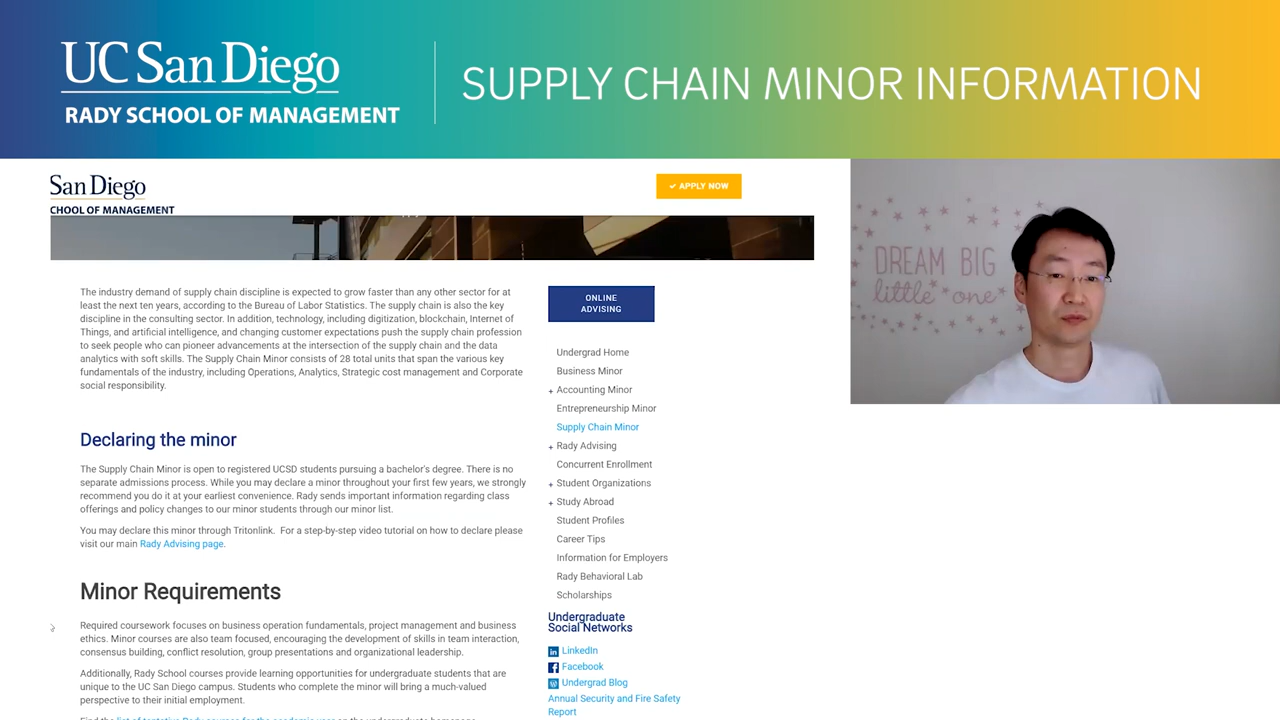 UC San Diego
RADY SCHOOL OF MANAGEMENT
SUPPLY CHAIN MINOR INFORMATION
San Diego
CHOOL OF MANAGEMENT
✓ APPLY NOW
DREAM BIG
little one
The industry demand of supply chain discipline is expected to grow faster than any other sector for at
least the next ten years, according to the Bureau of Labor Statistics. The supply chain is also the key
discipline in the consulting sector. In addition, technology, including digitization, blockchain, Internet of
Things, and artificial intelligence, and changing customer expectations push the supply chain profession
to seek people who can pioneer advancements at the intersection of the supply chain and the data
analytics with soft skills. The Supply Chain Minor consists of 28 total units that span the various key
fundamentals of the industry, including Operations, Analytics, Strategic cost management and Corporate
social responsibility.
Declaring the minor
The Supply Chain Minor is open to registered UCSD students pursuing a bachelor's degree. There is no
separate admissions process. While you may declare a minor throughout your first few years, we strongly
recommend you do it at your earliest convenience. Rady sends important information regarding class
offerings and policy changes to our minor students through our minor list.
You may declare this minor through Tritonlink. For a step-by-step video tutorial on how to declare please
visit our main Rady Advising page.
Minor Requirements
Required coursework focuses on business operation fundamentals, project management and business
ethics. Minor courses are also team focused, encouraging the development of skills in team interaction,
consensus building, conflict resolution, group presentations and organizational leadership.
Additionally, Rady School courses provide learning opportunities for undergraduate students that are
unique to the UC San Diego campus. Students who complete the minor will bring a much-valued
perspective to their initial employment.
Find the list of tentative Rady courses for the academic year on the undergraduate homepage
ONLINE
ADVISING
Undergrad Home
Business Minor
+ Accounting Minor
Entrepreneurship Minor
Supply Chain Minor
+ Rady Advising
Concurrent Enrollment
+ Student Organizations
+ Study Abroad
Student Profiles
Career Tips
Information for Employers
Rady Behavioral Lab
Scholarships
Undergraduate
Social Networks
LinkedIn
Facebook
Undergrad Blog
Annual Security and Fire Safety
Report